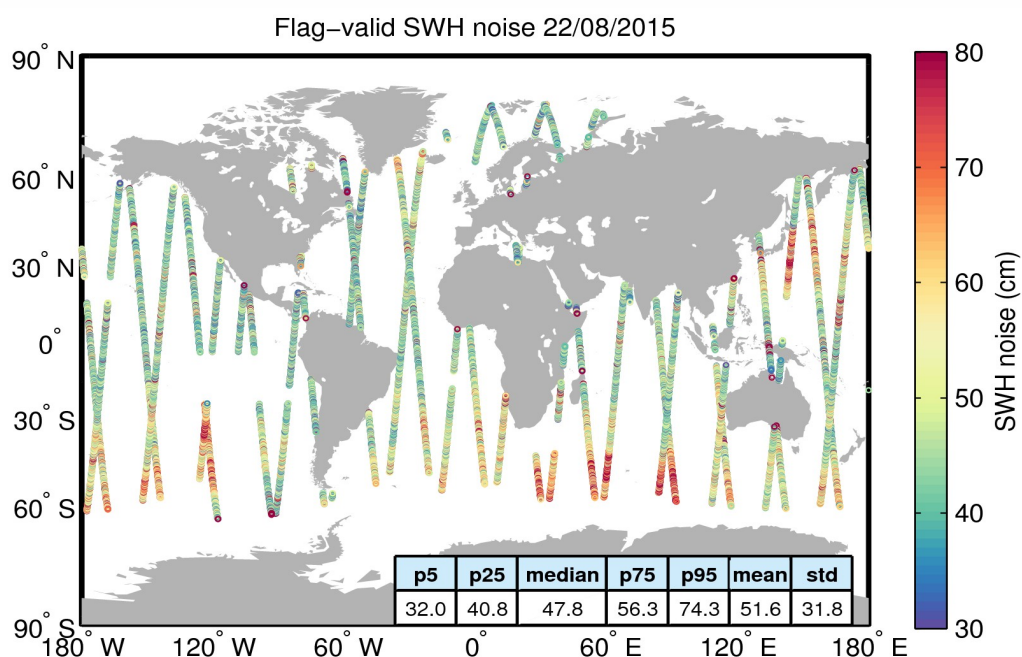 Flag−valid SWH noise 22/08/2015
90° N
60° N
30° N
0°
30° S
60° S
90° S
180° W
120° W
60° W
0°
60° E
120° E
180° E
80
70
60
50
40
30
SWH noise (cm)
p5 p25 median p75 p95 mean std
32.0 40.8 47.8 56.3 74.3 51.6 31.8